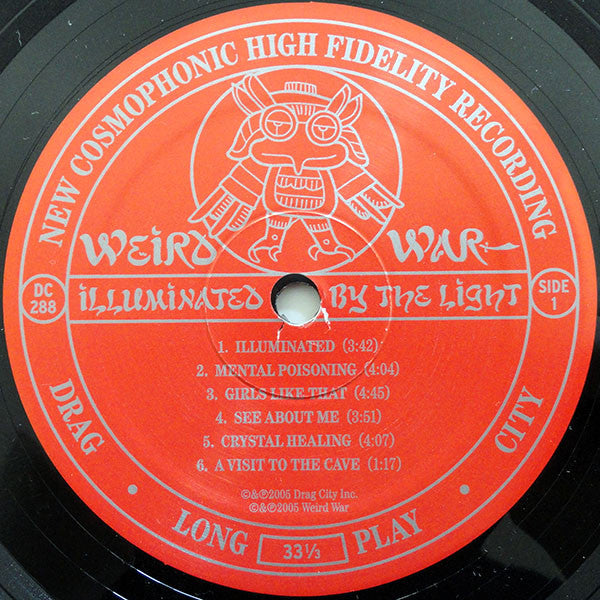 NEW COSMOPHONIC HIGH FIDELITY RECORDING
WEIRD WAR
DC
288
ILLUMINATED BY THE LIGHT
SIDE
1
1. ILLUMINATED (3:42)
2. MENTAL POISONING (4:04)
3. GIRLS LIKE THAT (4:45)
4. SEE ABOUT ME (3:51)
5. CRYSTAL HEALING (4:07)
6. A VISIT TO THE CAVE (1:17)
©&℗2005 Drag City Inc.
©&℗2005 Weird War
DRAG · LONG PLAY · CITY
33⅓